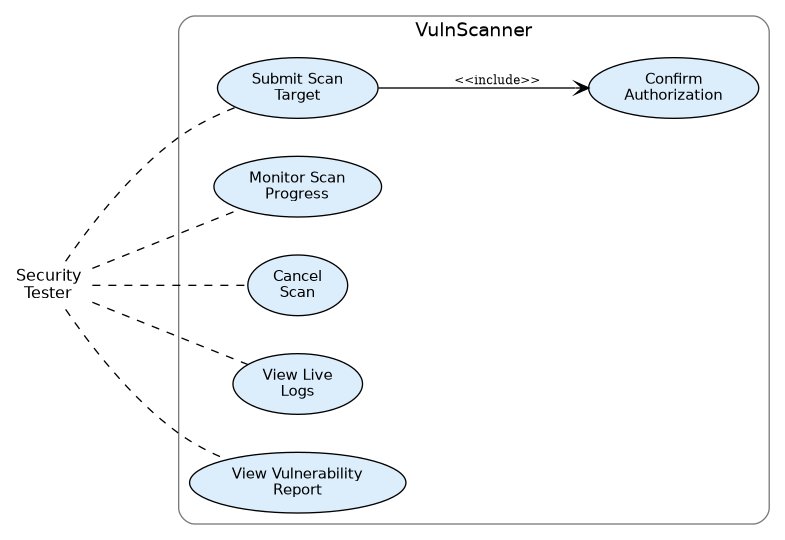 VulnScanner
Submit Scan
Target
<<include>>
Confirm
Authorization
Monitor Scan
Progress
Security
Tester
Cancel
Scan
View Live
Logs
View Vulnerability
Report